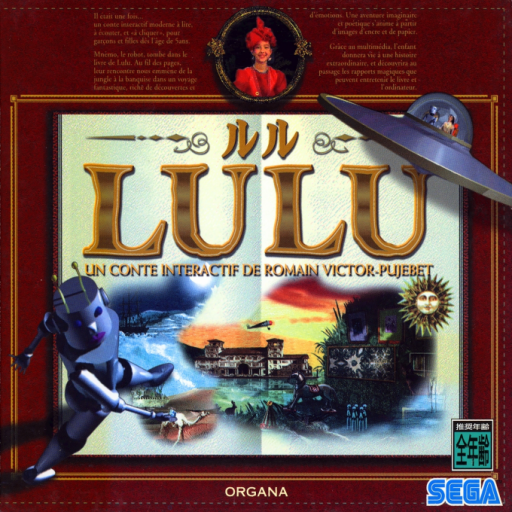 Il était une fois...
un conte interactif moderne à lire,
à écouter, et «à cliquer», pour
garçons et filles dès l'âge de 5ans.
Mnémo, le robot, tombe dans le
livre de Lulu. Au fil des pages,
leur rencontre nous emmène de la
jungle à la banquise dans un voyage
fantastique, riche de découvertes et
d'émotions. Une aventure imaginaire
et poétique s'anime à partir
d'images d'encre et de papier.
Grâce au multimédia, l'enfant
donnera vie à une histoire
extraordinaire, et découvrira au
passage les rapports magiques que
peuvent entretenir le livre et
l'ordinateur.
ルル
LULU
UN CONTE INTERACTIF DE ROMAIN VICTOR-PUJEBET
推奨年齢
全年齢
ORGANA
SEGA